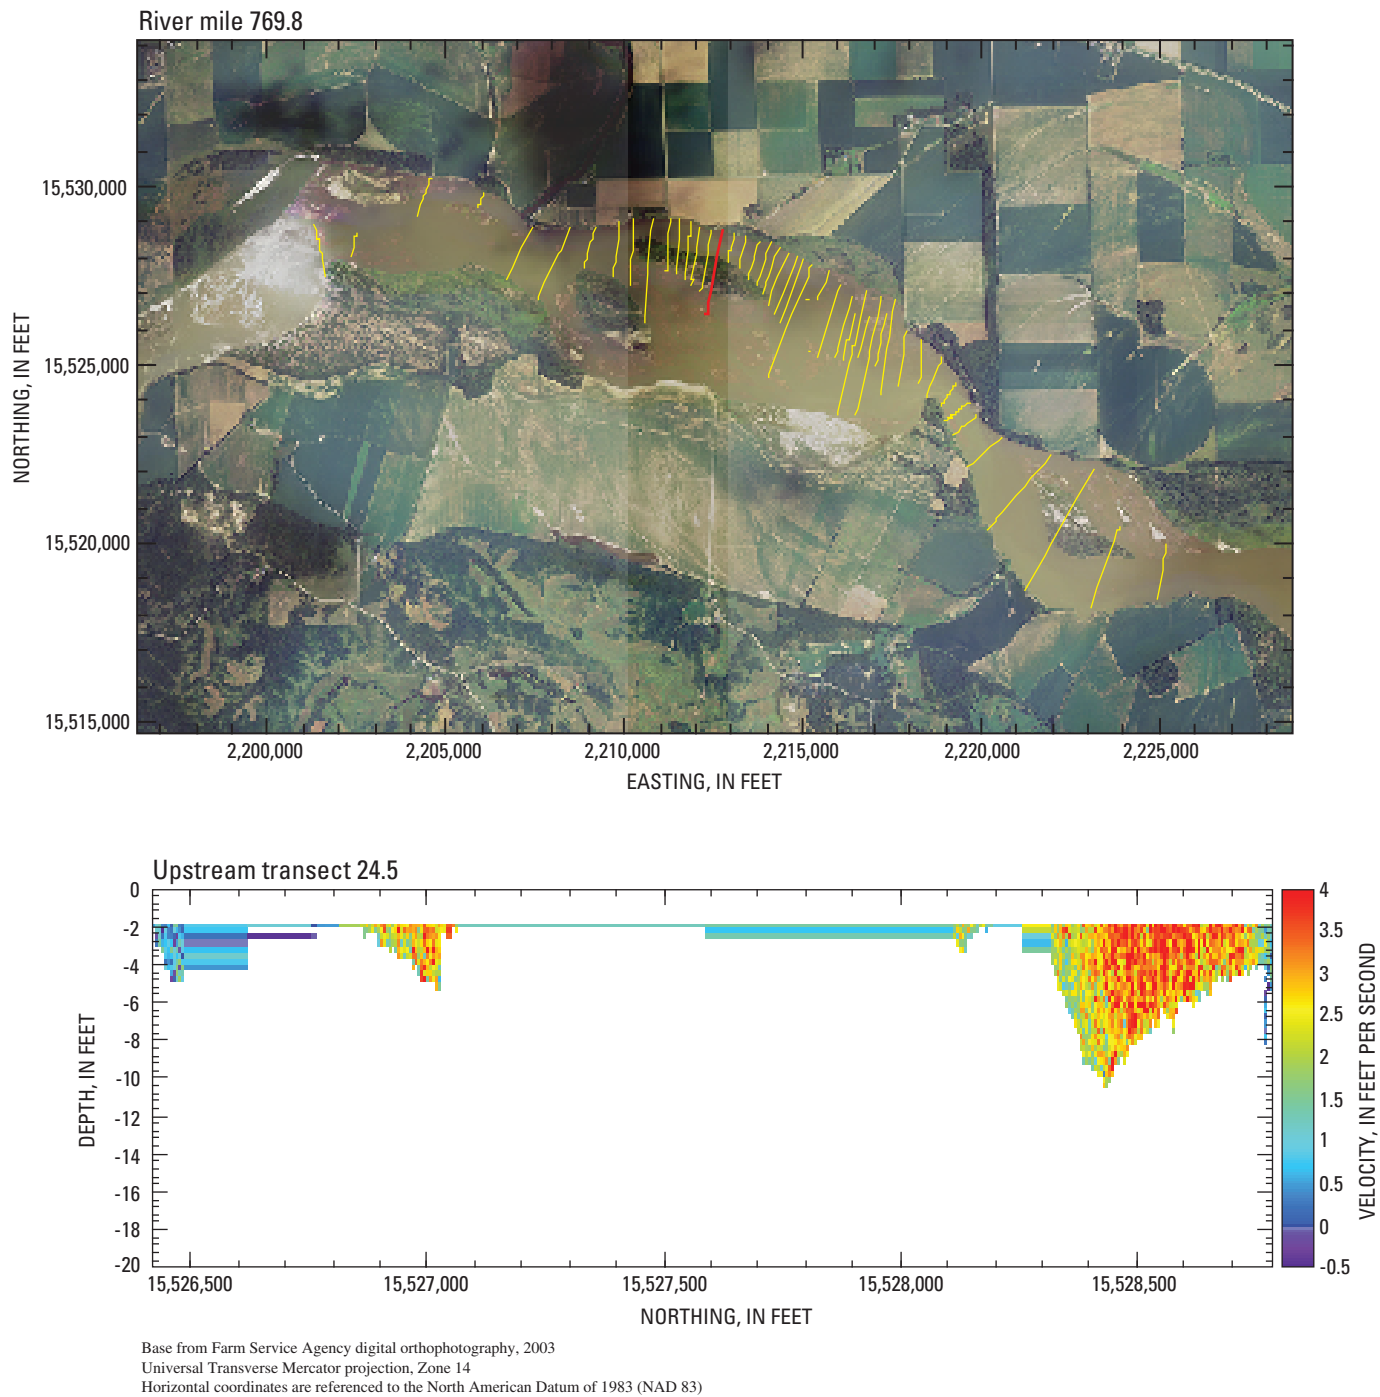 River mile 769.8
15,530,000
15,525,000
15,520,000
15,515,000
NORTHING, IN FEET
2,200,000 2,205,000 2,210,000 2,215,000 2,220,000 2,225,000
EASTING, IN FEET
Upstream transect 24.5
0
-2
-4
-6
-8
-10
-12
-14
-16
-18
-20
DEPTH, IN FEET
15,526,500 15,527,000 15,527,500 15,528,000 15,528,500
NORTHING, IN FEET
4
3.5
3
2.5
2
1.5
1
0.5
0
-0.5
VELOCITY, IN FEET PER SECOND
Base from Farm Service Agency digital orthophotography, 2003
Universal Transverse Mercator projection, Zone 14
Horizontal coordinates are referenced to the North American Datum of 1983 (NAD 83)